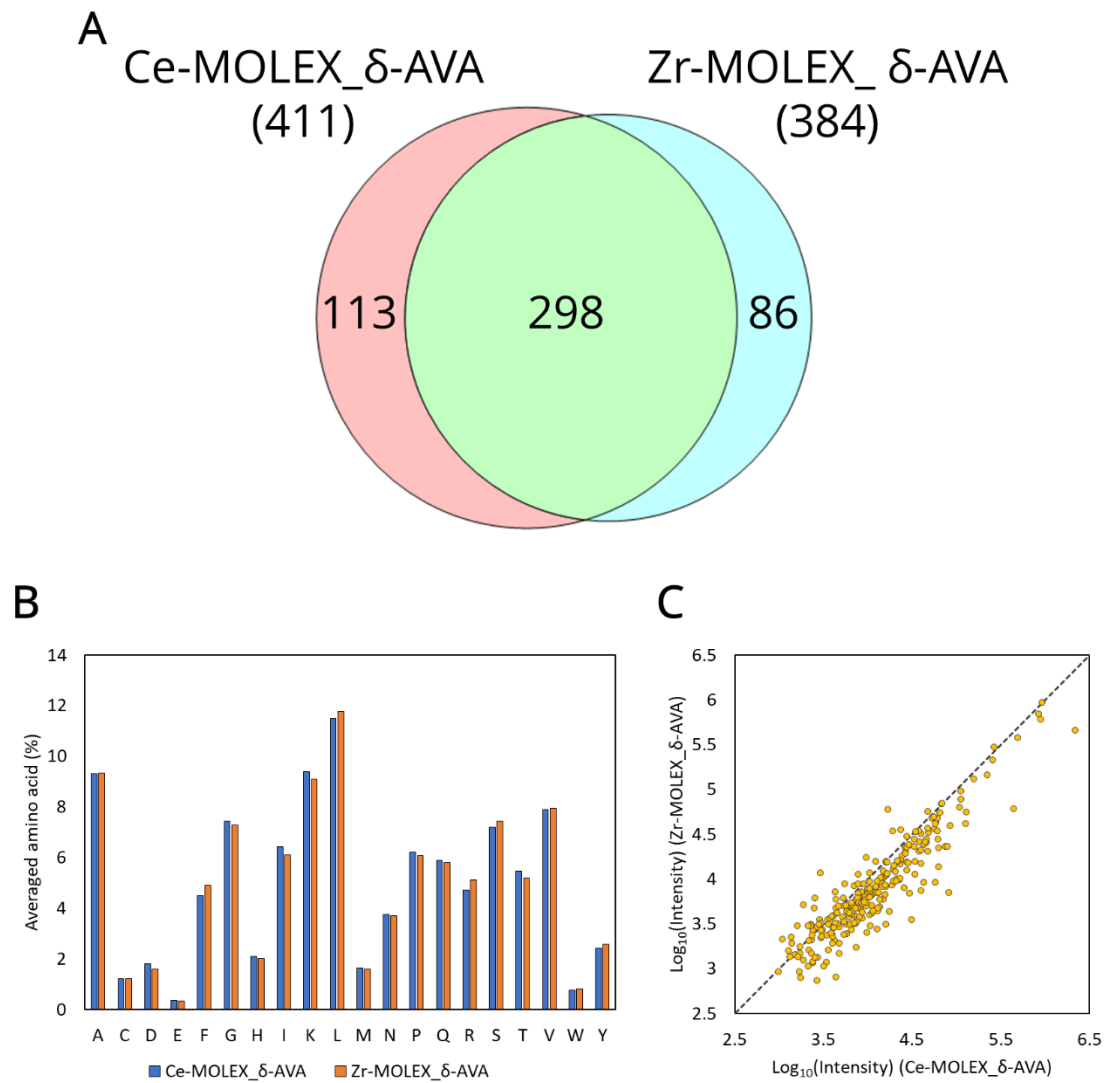 A
Ce-MOLEX_δ-AVA
(411)
Zr-MOLEX_ δ-AVA
(384)
113
298
86
B
14
12
10
8
6
4
2
0
Averaged amino acid (%)
A C D E F G H I K L M N P Q R S T V W Y
Ce-MOLEX_δ-AVA Zr-MOLEX_δ-AVA
C
6.5
6
5.5
5
4.5
4
3.5
3
2.5
Log₁₀(Intensity) (Zr-MOLEX_δ-AVA)
2.5 3.5 4.5 5.5 6.5
Log₁₀(Intensity) (Ce-MOLEX_δ-AVA)